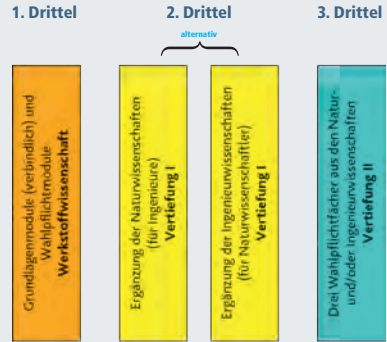 1. Drittel
2. Drittel
3. Drittel
alternativ
Grundlagenmodule (verbindlich) und
Wahlpflichtmodule
Werkstoffwissenschaft
Ergänzung der Naturwissenschaften
(für Ingenieure)
Vertiefung I
Ergänzung der Ingenieurwissenschaften
(für Naturwissenschaftler)
Vertiefung I
Drei Wahlpflichtfächer aus den Natur-
und/oder Ingenieurwissenschaften
Vertiefung II